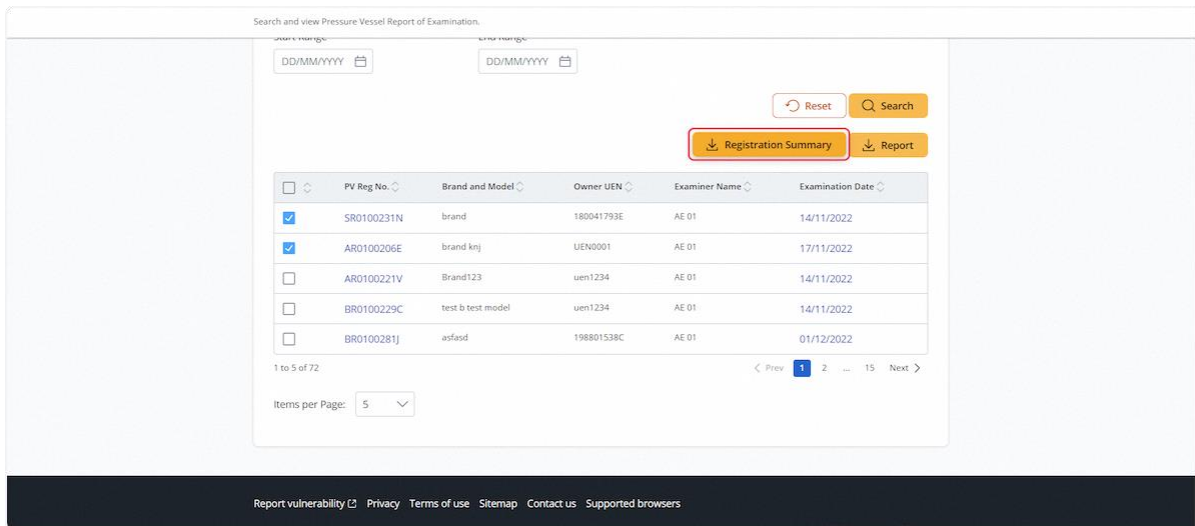 Search and view Pressure Vessel Report of Examination.
Start Range End Range
DD/MM/YYYY DD/MM/YYYY
Reset Search
Registration Summary Report
PV Reg No. Brand and Model Owner UEN Examiner Name Examination Date
SR0100231N brand 180041793E AE 01 14/11/2022
AR0100206E brand knj UEN0001 AE 01 17/11/2022
AR0100221V Brand123 uen1234 AE 01 14/11/2022
BR0100229C test b test model uen1234 AE 01 14/11/2022
BR0100281J asfasd 198801538C AE 01 01/12/2022
1 to 5 of 72 Prev 1 2 ... 15 Next
Items per Page: 5
Report vulnerability Privacy Terms of use Sitemap Contact us Supported browsers